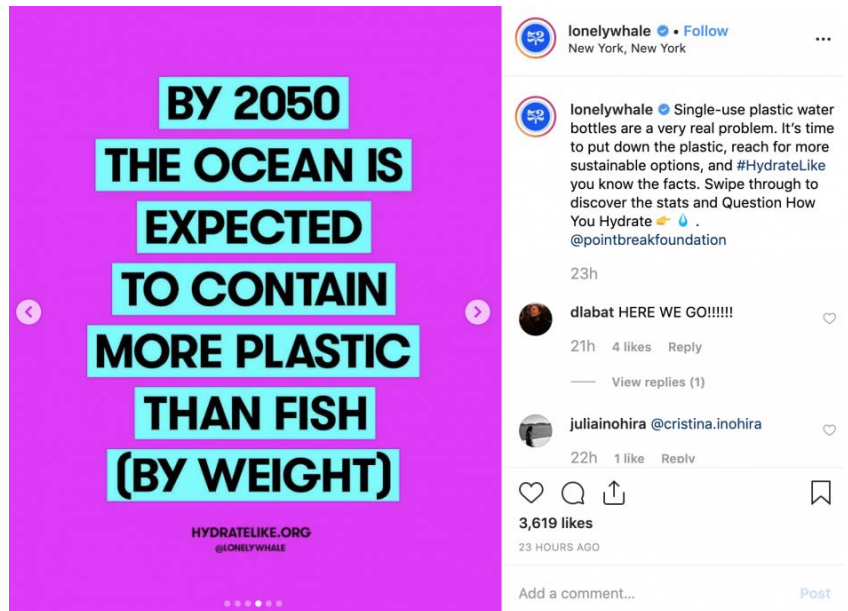 BY 2050
THE OCEAN IS
EXPECTED
TO CONTAIN
MORE PLASTIC
THAN FISH
(BY WEIGHT)
HYDRATELIKE.ORG
@LONELYWHALE
lonelywhale • Follow
New York, New York
lonelywhale Single-use plastic water
bottles are a very real problem. It's time
to put down the plastic, reach for more
sustainable options, and #HydrateLike
you know the facts. Swipe through to
discover the stats and Question How
You Hydrate 👉 💧 .
@pointbreakfoundation
23h
dlabat HERE WE GO!!!!!!
21h 4 likes Reply
View replies (1)
juliainohira @cristina.inohira
22h 1 like Reply
3,619 likes
23 HOURS AGO
Add a comment... Post